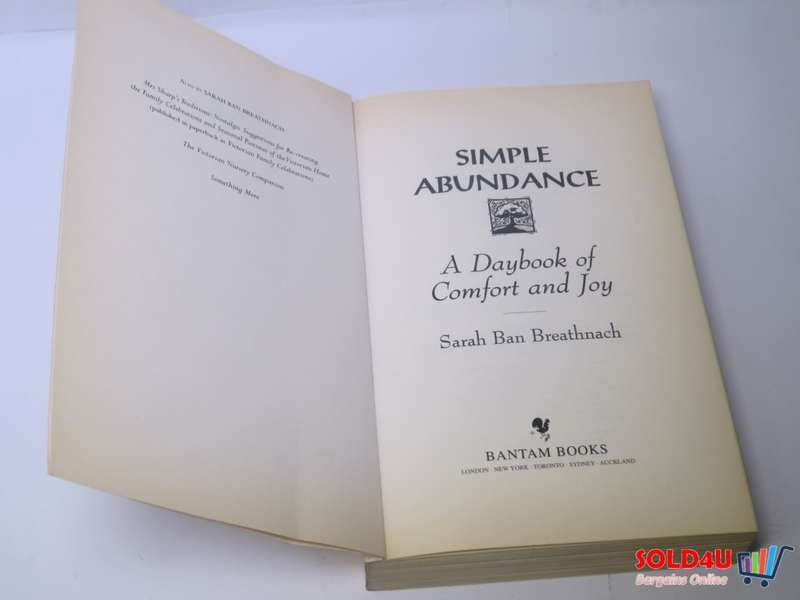 Also by SARAH BAN BREATHNACH
Mrs Sharp's Traditions: Nostalgic Suggestions for Re-creating
the Family Celebrations and Seasonal Pastimes of the Victorian Home
(published in paperback as Victorian Family Celebrations)
The Victorian Nursery Companion
Something More
SIMPLE
ABUNDANCE
A Daybook of
Comfort and Joy
Sarah Ban Breathnach
BANTAM BOOKS
LONDON · NEW YORK · TORONTO · SYDNEY · AUCKLAND
SOLD4U
Bargains Online